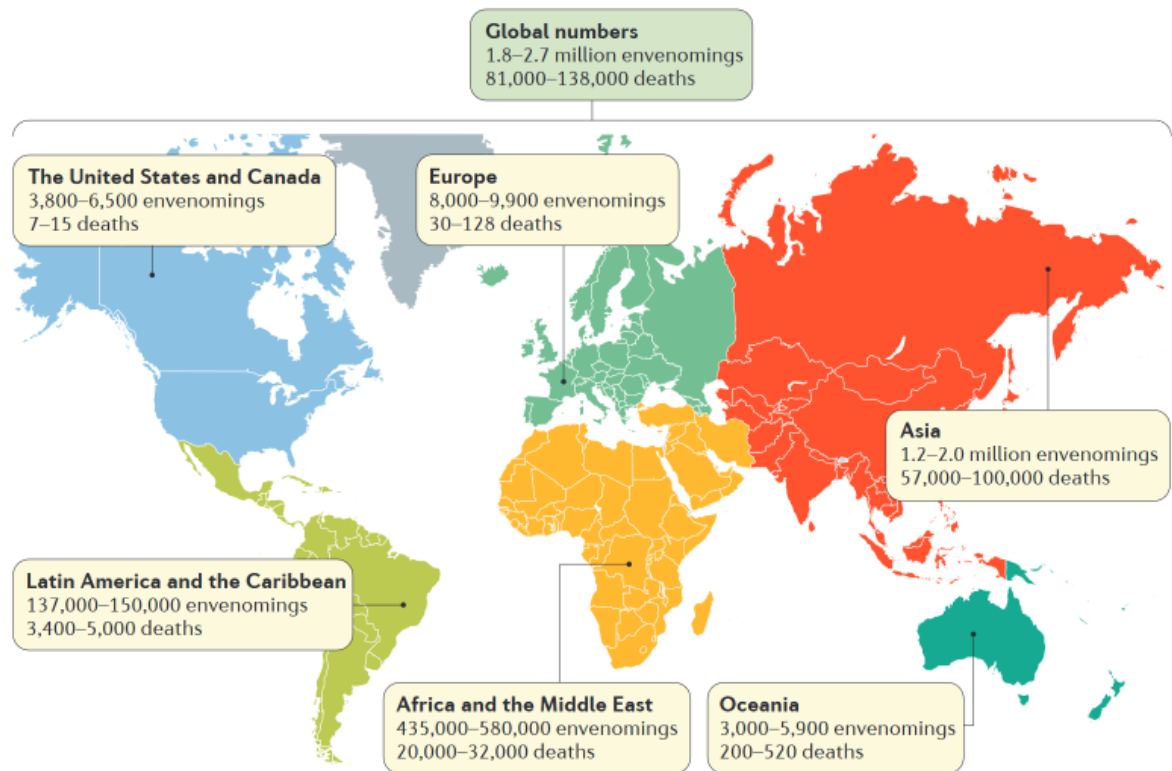 Global numbers
1.8–2.7 million envenomings
81,000–138,000 deaths
The United States and Canada
3,800–6,500 envenomings
7–15 deaths
Europe
8,000–9,900 envenomings
30–128 deaths
Asia
1.2–2.0 million envenomings
57,000–100,000 deaths
Latin America and the Caribbean
137,000–150,000 envenomings
3,400–5,000 deaths
Africa and the Middle East
435,000–580,000 envenomings
20,000–32,000 deaths
Oceania
3,000–5,900 envenomings
200–520 deaths